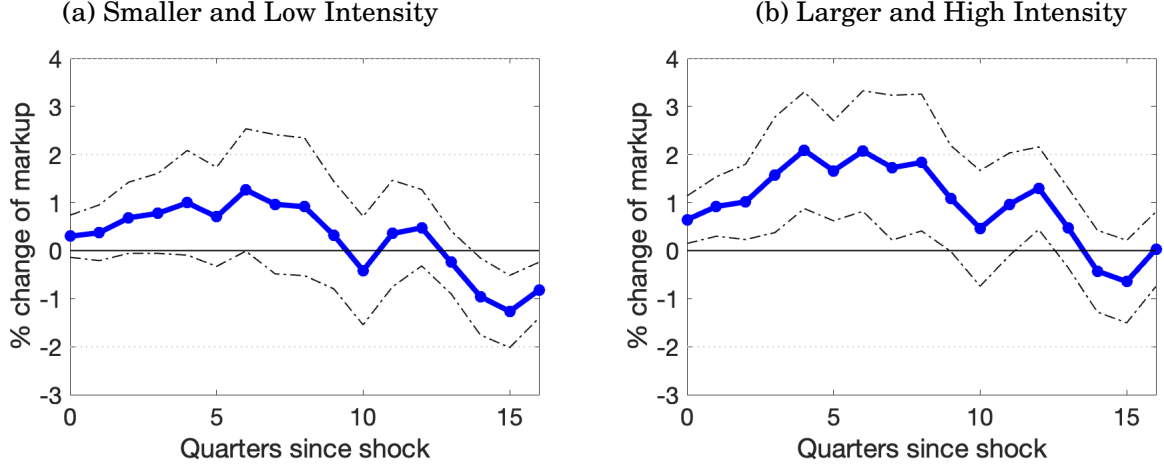 (a) Smaller and Low Intensity
4
3
2
1
0
-1
-2
-3
% change of markup
0 5 10 15
Quarters since shock
(b) Larger and High Intensity
4
3
2
1
0
-1
-2
-3
% change of markup
0 5 10 15
Quarters since shock